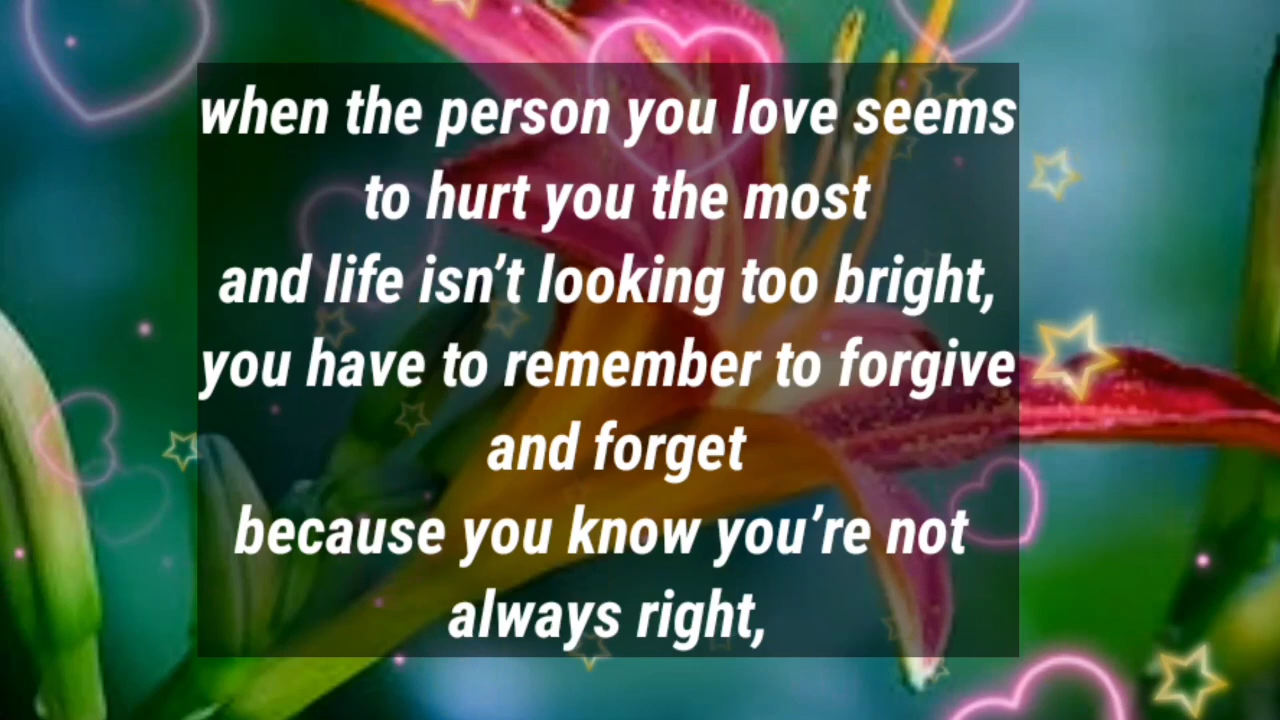 when the person you love seems
to hurt you the most
and life isn’t looking too bright,
you have to remember to forgive
and forget
because you know you’re not
always right,